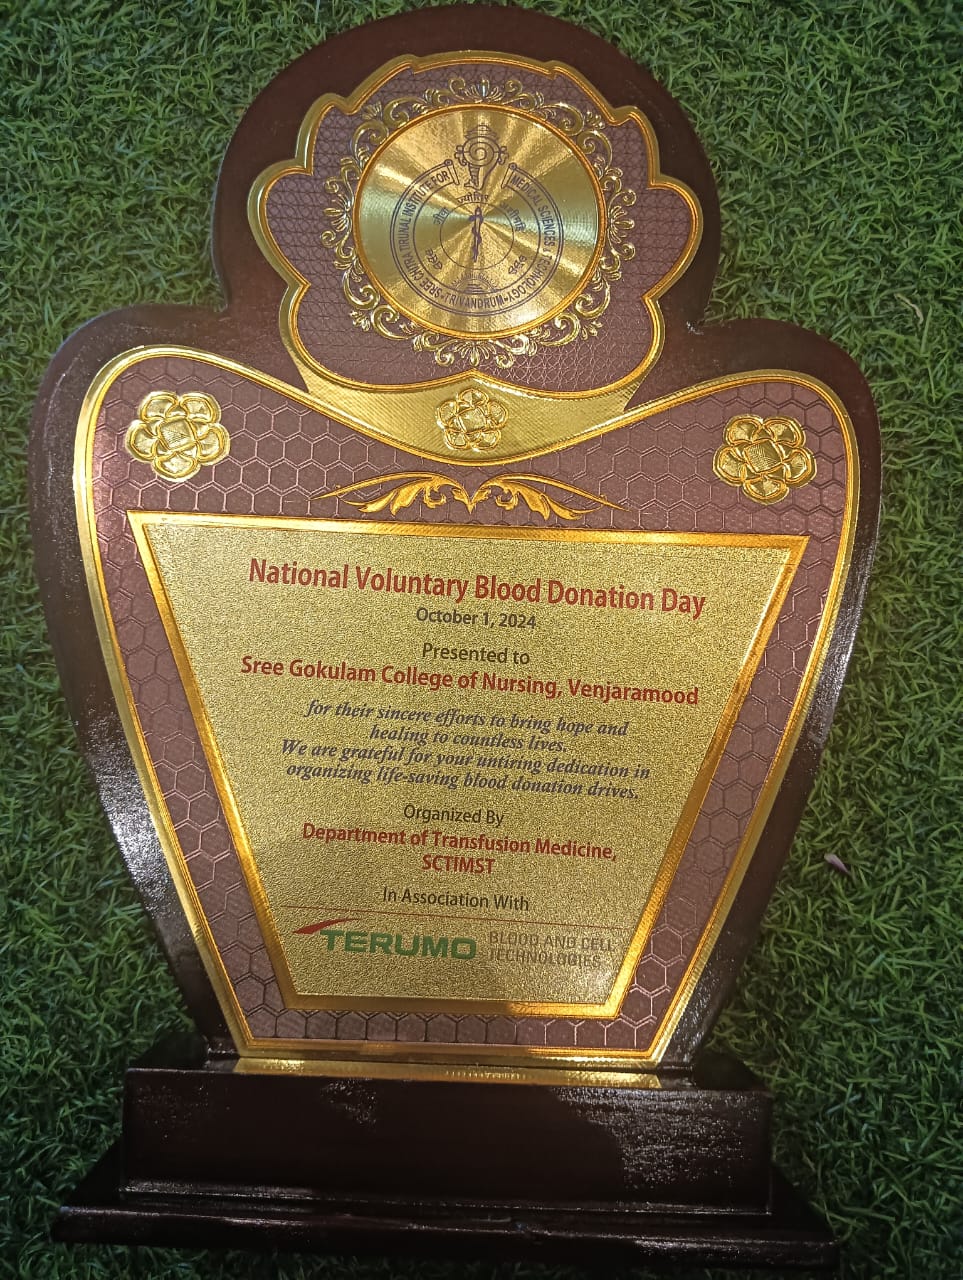 SREE CHITRA TIRUNAL INSTITUTE FOR MEDICAL SCIENCES & TECHNOLOGY
• TRIVANDRUM •
National Voluntary Blood Donation Day
October 1, 2024
Presented to
Sree Gokulam College of Nursing, Venjaramood
for their sincere efforts to bring hope and
healing to countless lives.
We are grateful for your untiring dedication in
organizing life-saving blood donation drives.
Organized By
Department of Transfusion Medicine,
SCTIMST
In Association With
TERUMO
BLOOD AND CELL
TECHNOLOGIES